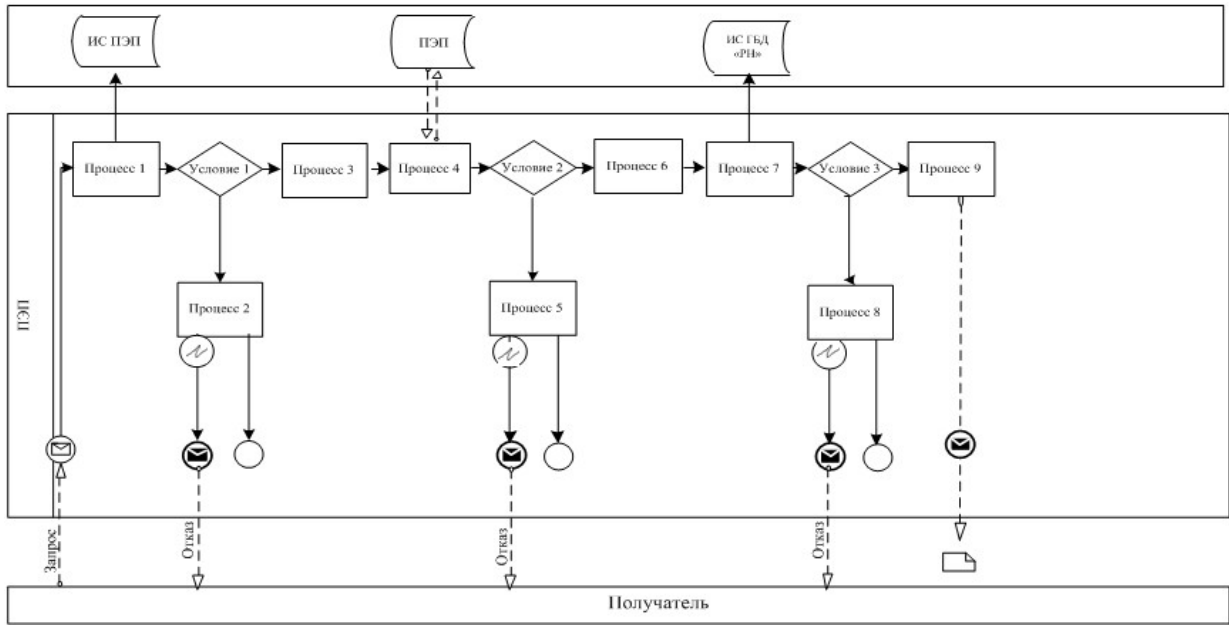 ИС ПЭП
ПЭП
ИС ГБД
«РН»
Процесс 1
Условие 1
Процесс 3
Процесс 4
Условие 2
Процесс 6
Процесс 7
Условие 3
Процесс 9
Процесс 2
Процесс 5
Процесс 8
ПЭП
Запрос
Отказ
Отказ
Отказ
Получатель